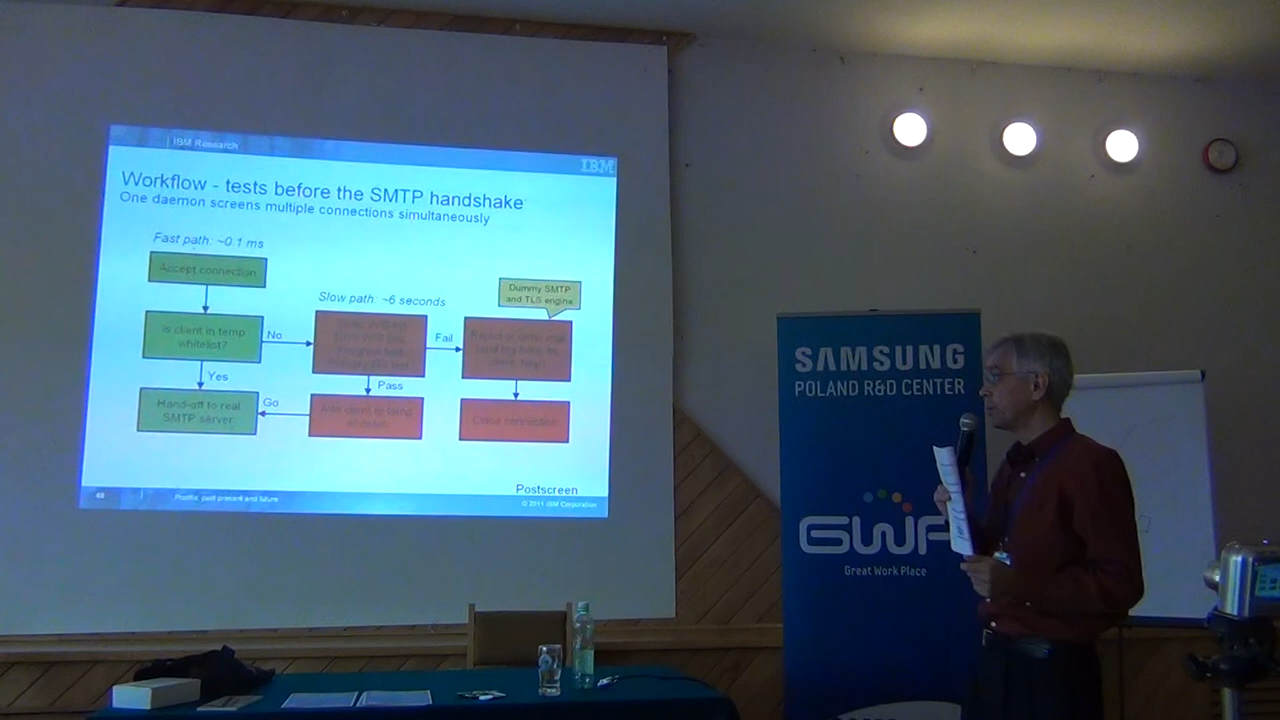 IBM Research
IBM
Workflow - tests before the SMTP handshake
One daemon screens multiple connections simultaneously
Fast path: ~0.1 ms
Accept connection
Is client in temp
whitelist?
No
Yes
Hand-off to real
SMTP server
Slow path: ~6 seconds
Fail
Pass
Add client to temp
whitelist
Go
Dummy SMTP
and TLS engine
Close connection
Postscreen
49
Postfix, past present and future
© 2011 IBM Corporation
SAMSUNG
POLAND R&D CENTER
GWP
Great Work Place